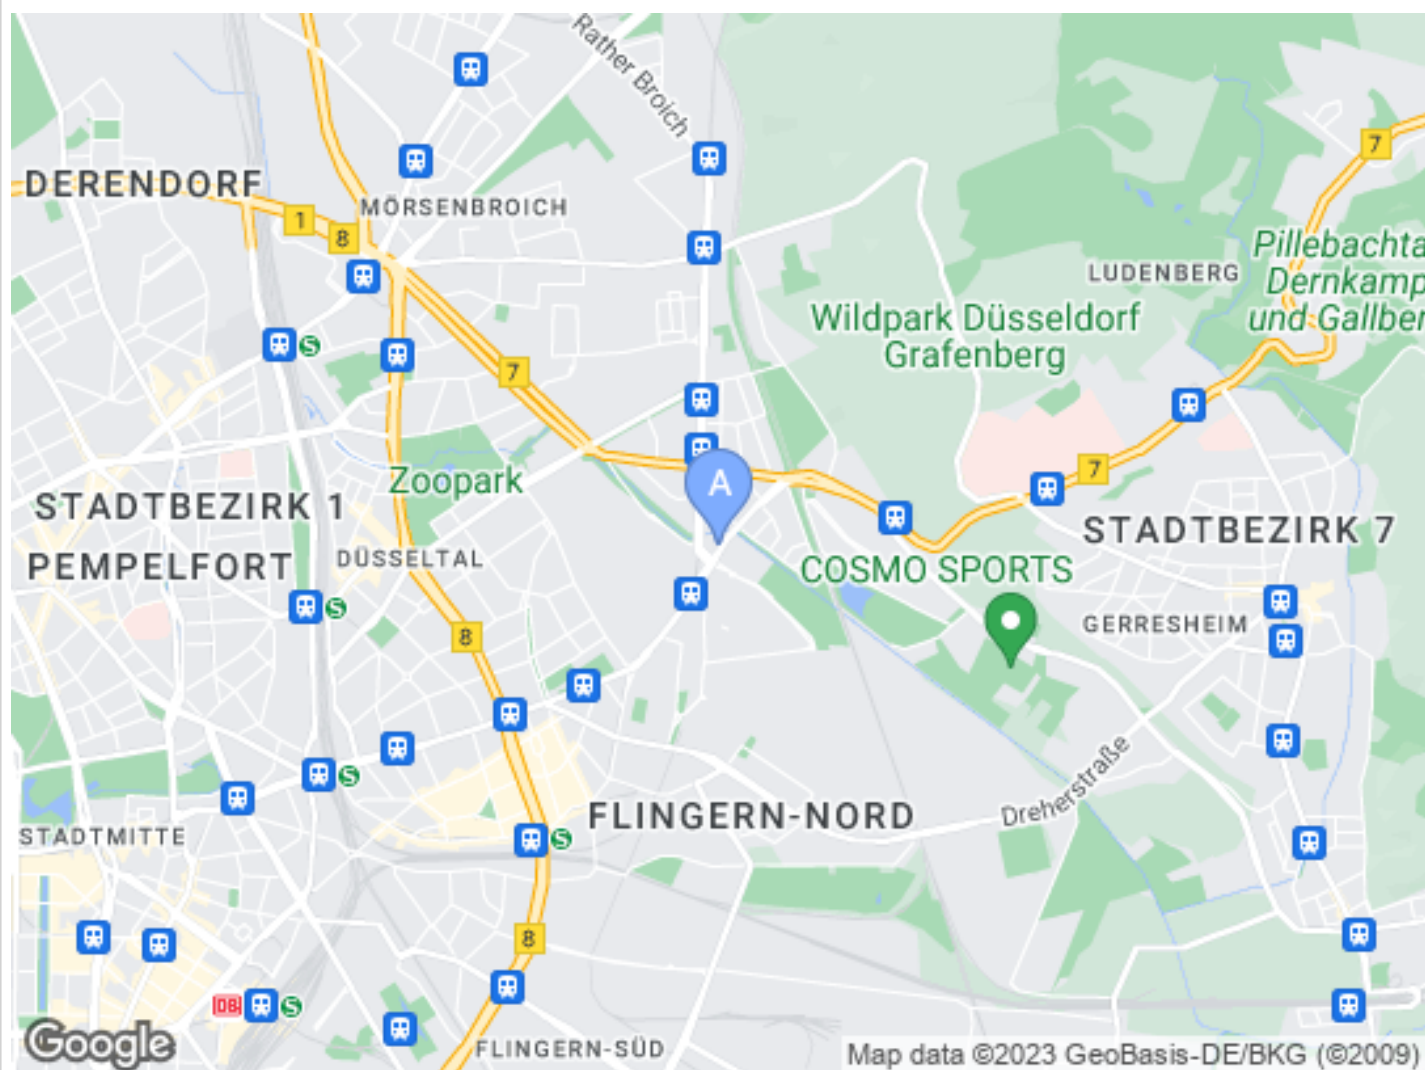 Rather Broich
7
DERENDORF
MÖRSENBROICH
1
8
Pillebachta
Dernkamp
und Gallber
LUDENBERG
Wildpark Düsseldorf
Grafenberg
S
7
7
Zoopark
A
STADTBEZIRK 1
STADTBEZIRK 7
DÜSSELTAL
PEMPELFORT
COSMO SPORTS
S
GERRESHEIM
8
Dreherstraße
S
FLINGERN-NORD
STADTMITTE
S
8
DB
S
Google
FLINGERN-SÜD
Map data ©2023 GeoBasis-DE/BKG (©2009)